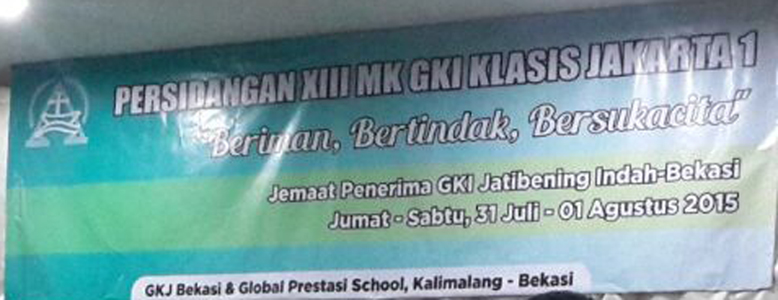 PERSIDANGAN XIII MK GKI KLASIS JAKARTA 1
"Beriman, Bertindak, Bersukacita"
Jemaat Penerima GKI Jatibening Indah-Bekasi
Jumat - Sabtu, 31 Juli - 01 Agustus 2015
GKJ Bekasi & Global Prestasi School, Kalimalang - Bekasi